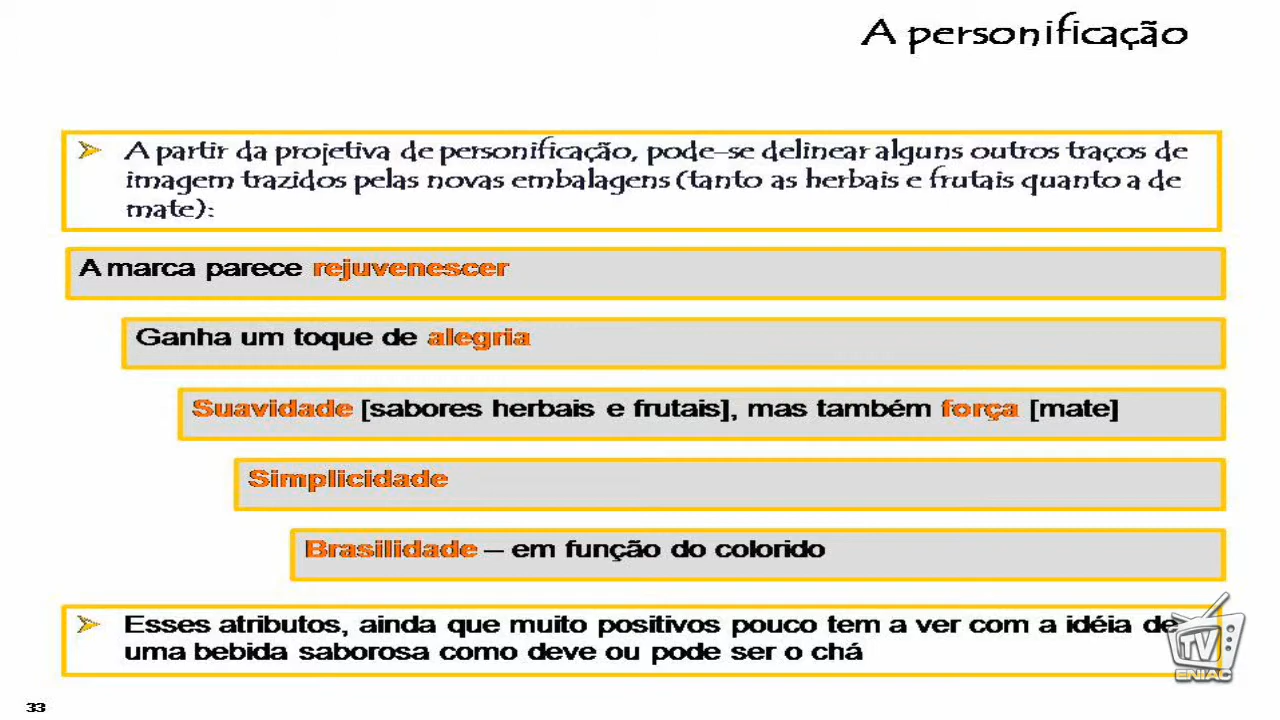 A personificação
A partir da projetiva de personificação, pode-se delinear alguns outros traços de
imagem trazidos pelas novas embalagens (tanto as herbais e frutais quanto a de
mate):
A marca parece rejuvenescer
Ganha um toque de alegria
Suavidade [sabores herbais e frutais], mas também força [mate]
Simplicidade
Brasilidade – em função do colorido
Esses atributos, ainda que muito positivos pouco tem a ver com a idéia de
uma bebida saborosa como deve ou pode ser o chá
TV
ENIAC
33